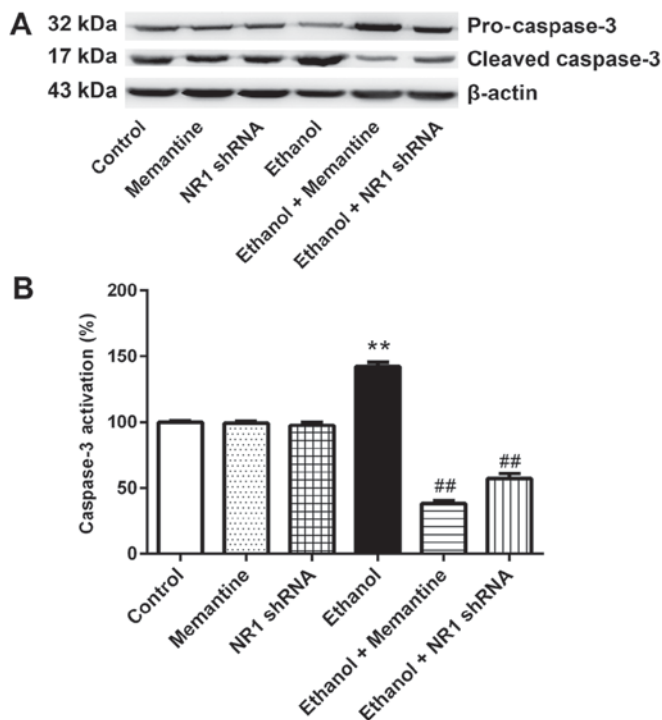 A
32 kDa Pro-caspase-3
17 kDa Cleaved caspase-3
43 kDa β-actin
Control
Memantine
NR1 shRNA
Ethanol
Ethanol + Memantine
Ethanol + NR1 shRNA
B
Caspase-3 activation (%)
200
150
100
50
0
**
##
##
Control
Memantine
NR1 shRNA
Ethanol
Ethanol + Memantine
Ethanol + NR1 shRNA